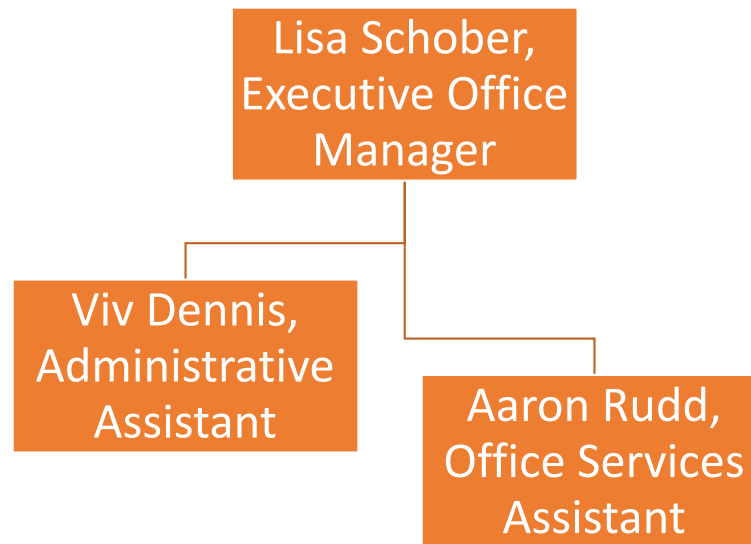 Lisa Schober,
Executive Office
Manager
Viv Dennis,
Administrative
Assistant
Aaron Rudd,
Office Services
Assistant